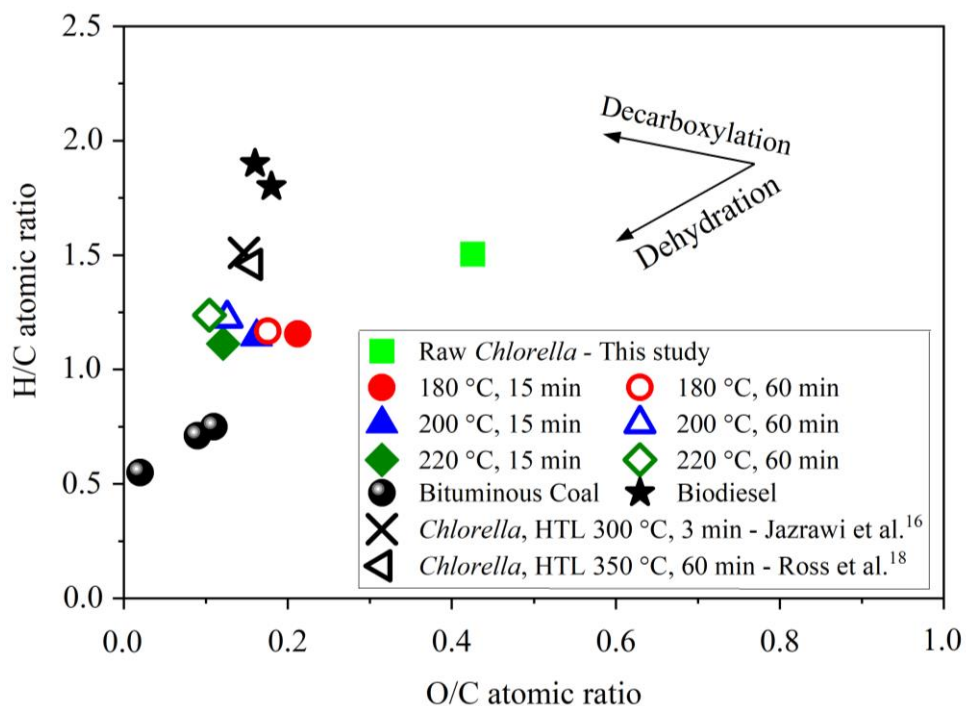 2.5
2.0
1.5
1.0
0.5
0.0
H/C atomic ratio
Decarboxylation
Dehydration
Raw Chlorella - This study
180 °C, 15 min 180 °C, 60 min
200 °C, 15 min 200 °C, 60 min
220 °C, 15 min 220 °C, 60 min
Bituminous Coal Biodiesel
Chlorella, HTL 300 °C, 3 min - Jazrawi et al.¹⁶
Chlorella, HTL 350 °C, 60 min - Ross et al.¹⁸
0.0 0.2 0.4 0.6 0.8 1.0
O/C atomic ratio